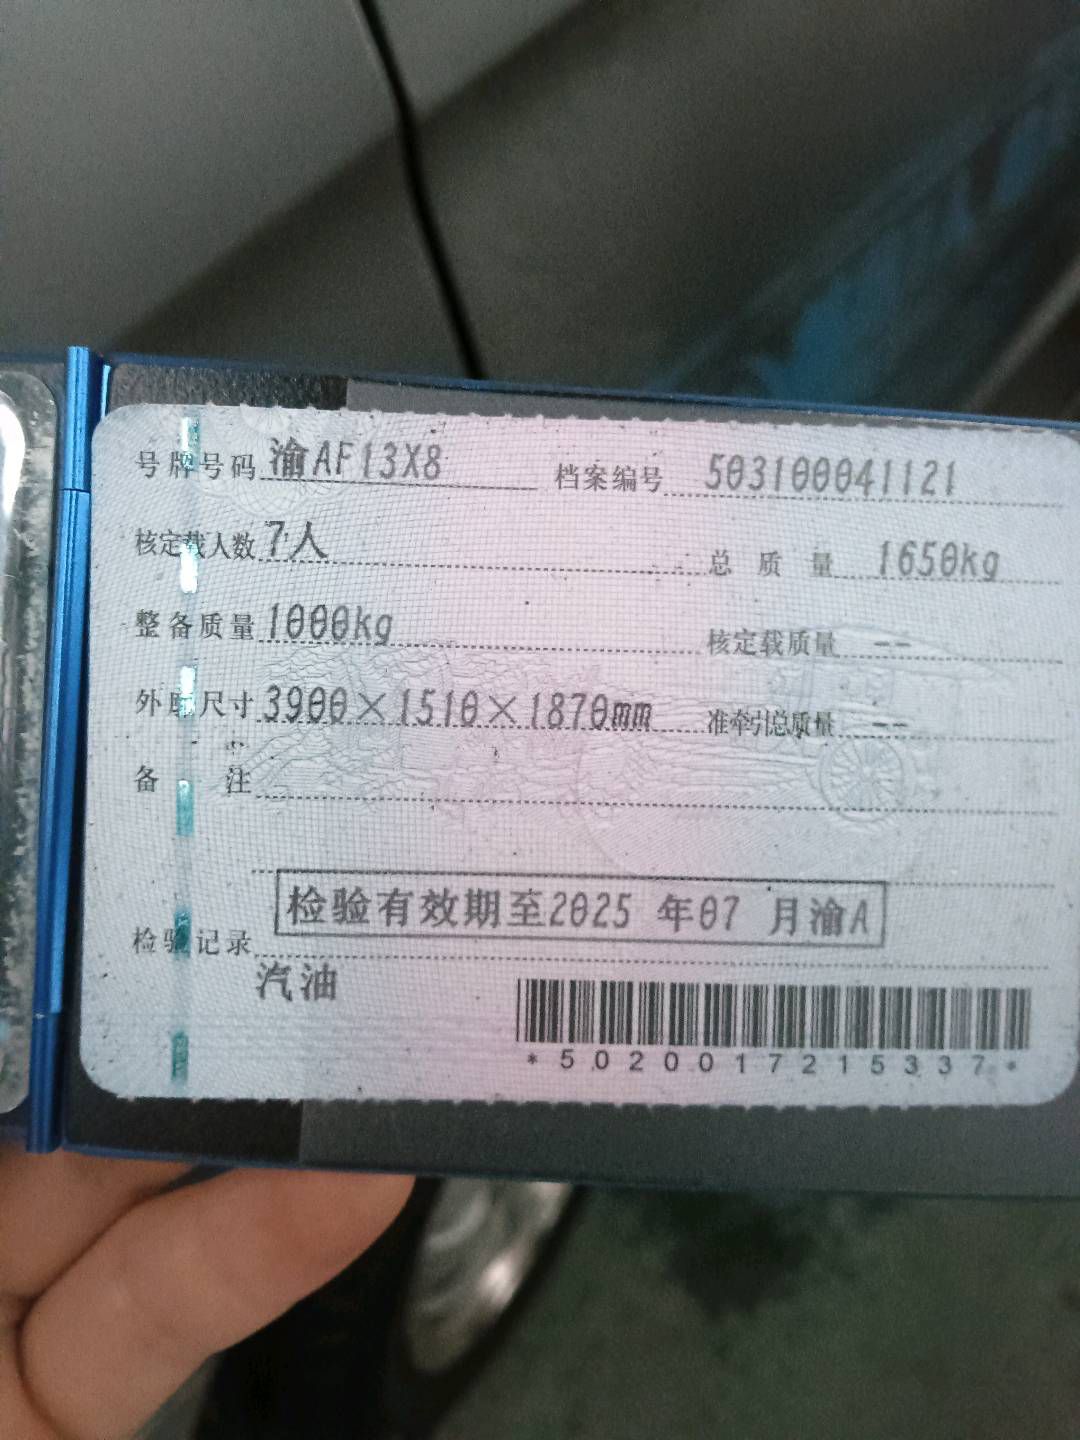 号牌号码 渝AF13X8 档案编号 503100041121
核定载人数 7人 总质量 1650kg
整备质量 1000kg 核定载质量 --
外廓尺寸 3900×1510×1870mm 准牵引总质量 --
备注
检验有效期至2025 年07 月渝A
检验记录
汽油
*5020017215337*